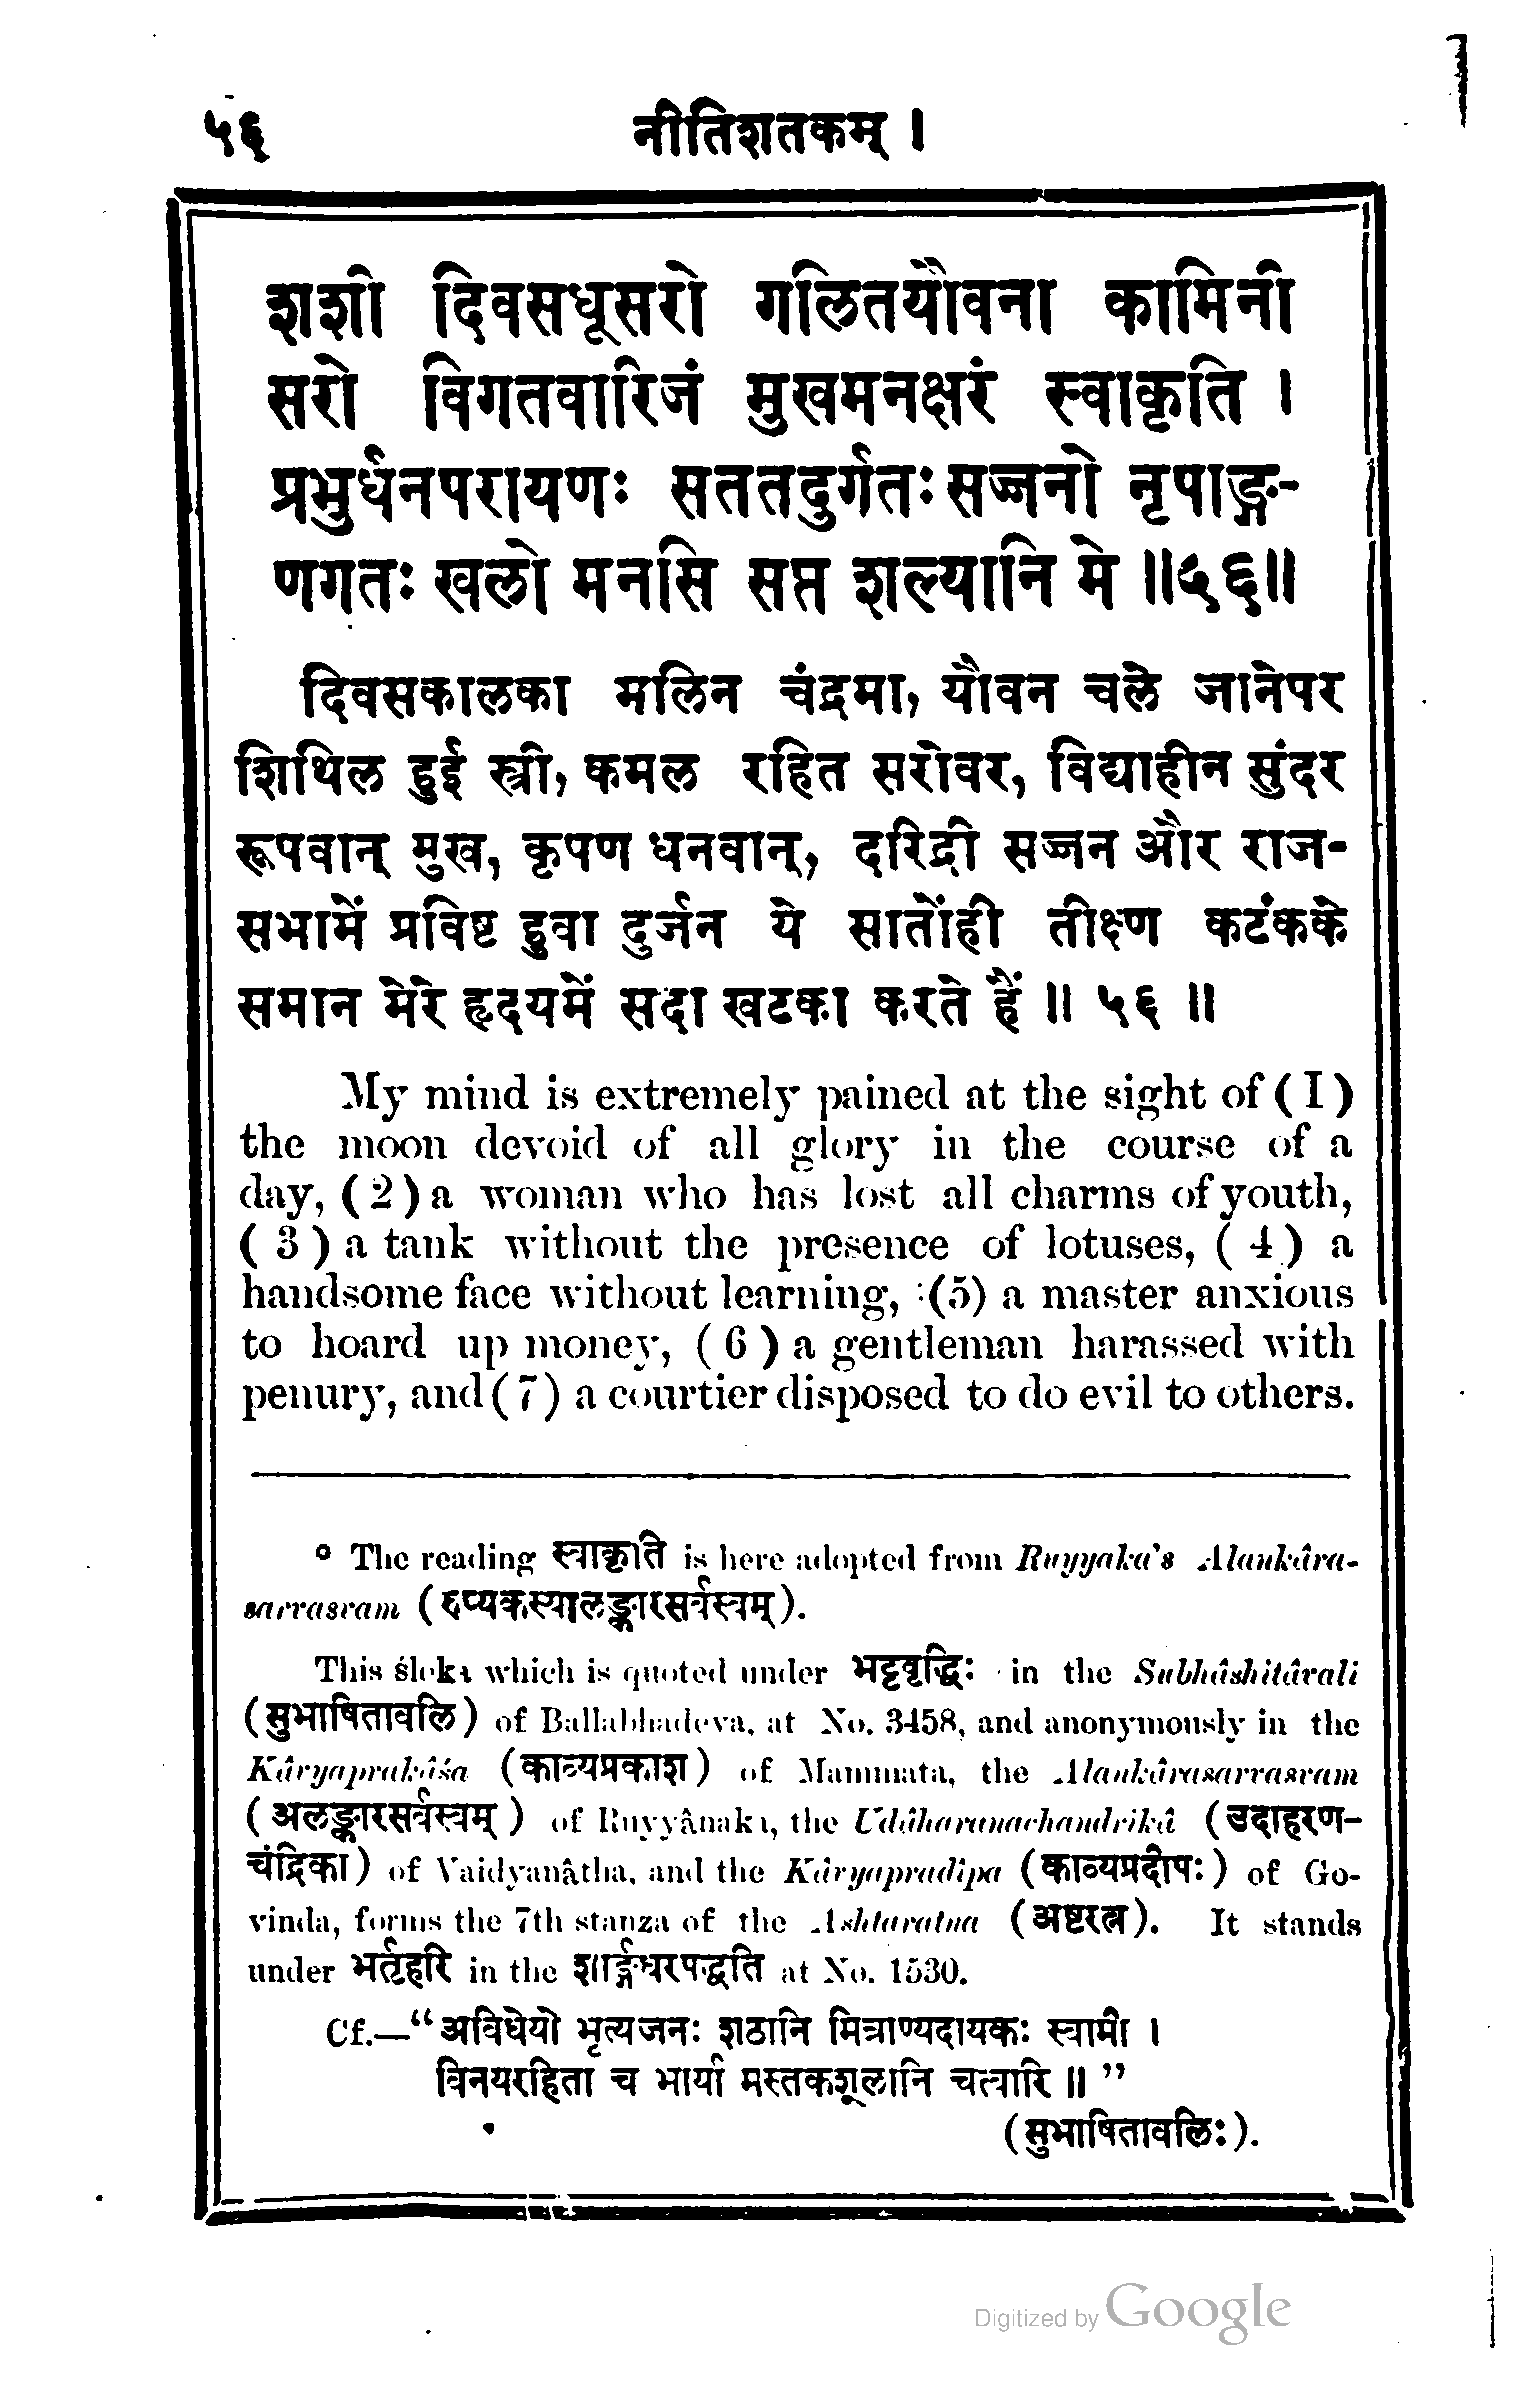 ५६ नीतिशतकम् ।
शशी दिवसधूसरो गलितयौवना कामिनी
सरो विगतवारिजं मुखमनक्षरं स्वाकृति ।
प्रभुर्धनपरायणः सततदुर्गतः सज्जनो नृपाङ्ग-
णगतः खलो मनसि सप्त शल्यानि मे ॥५६॥
दिवसकालका मलिन चंद्रमा, यौवन चले जानेपर
शिथिल हुई स्त्री, कमल रहित सरोवर, विद्याहीन सुंदर
रूपवान् मुख, कृपण धनवान्, दरिद्री सज्जन और राज-
सभामें प्रविष्ट हुवा दुर्जन ये सातोंही तीक्ष्ण कटंकके
समान मेरे हृदयमें सदा खटका करते हैं ॥ ५६ ॥
My mind is extremely pained at the sight of (I)
the moon devoid of all glory in the course of a
day, (2) a woman who has lost all charms of youth,
( 3 ) a tank without the presence of lotuses, ( 4 ) a
handsome face without learning, (5) a master anxious
to hoard up money, ( 6 ) a gentleman harassed with
penury, and (7) a courtier disposed to do evil to others.
° The reading स्वाकृति is here adopted from Ruyyaka's Alankâra-
sarvasvam (रुय्यकस्यालङ्कारसर्वस्वम्).
This śloka which is quoted under भट्टवृद्धिः in the Subhâshitâvali
(सुभाषितावलि) of Ballabhadeva, at No. 3458, and anonymously in the
Kâvyaprakâśa (काव्यप्रकाश) of Mammata, the Alankârasarvasvam
(अलङ्कारसर्वस्वम्) of Ruyyânaka, the Udâharanachandrikâ (उदाहरण-
चंद्रिका) of Vaidyanâtha, and the Kâvyapradîpa (काव्यप्रदीपः) of Go-
vinda, forms the 7th stanza of the Ashtaratna (अष्टरत्न). It stands
under भर्तृहरि in the शार्ङ्गधरपद्धति at No. 1530.
Cf.—“अविधेयो भृत्यजनः शठानि मित्राण्यदायकः स्वामी ।
विनयरहिता च भार्या मस्तकशूलानि चत्वारि ॥”
(सुभाषितावलिः).
Digitized by Google